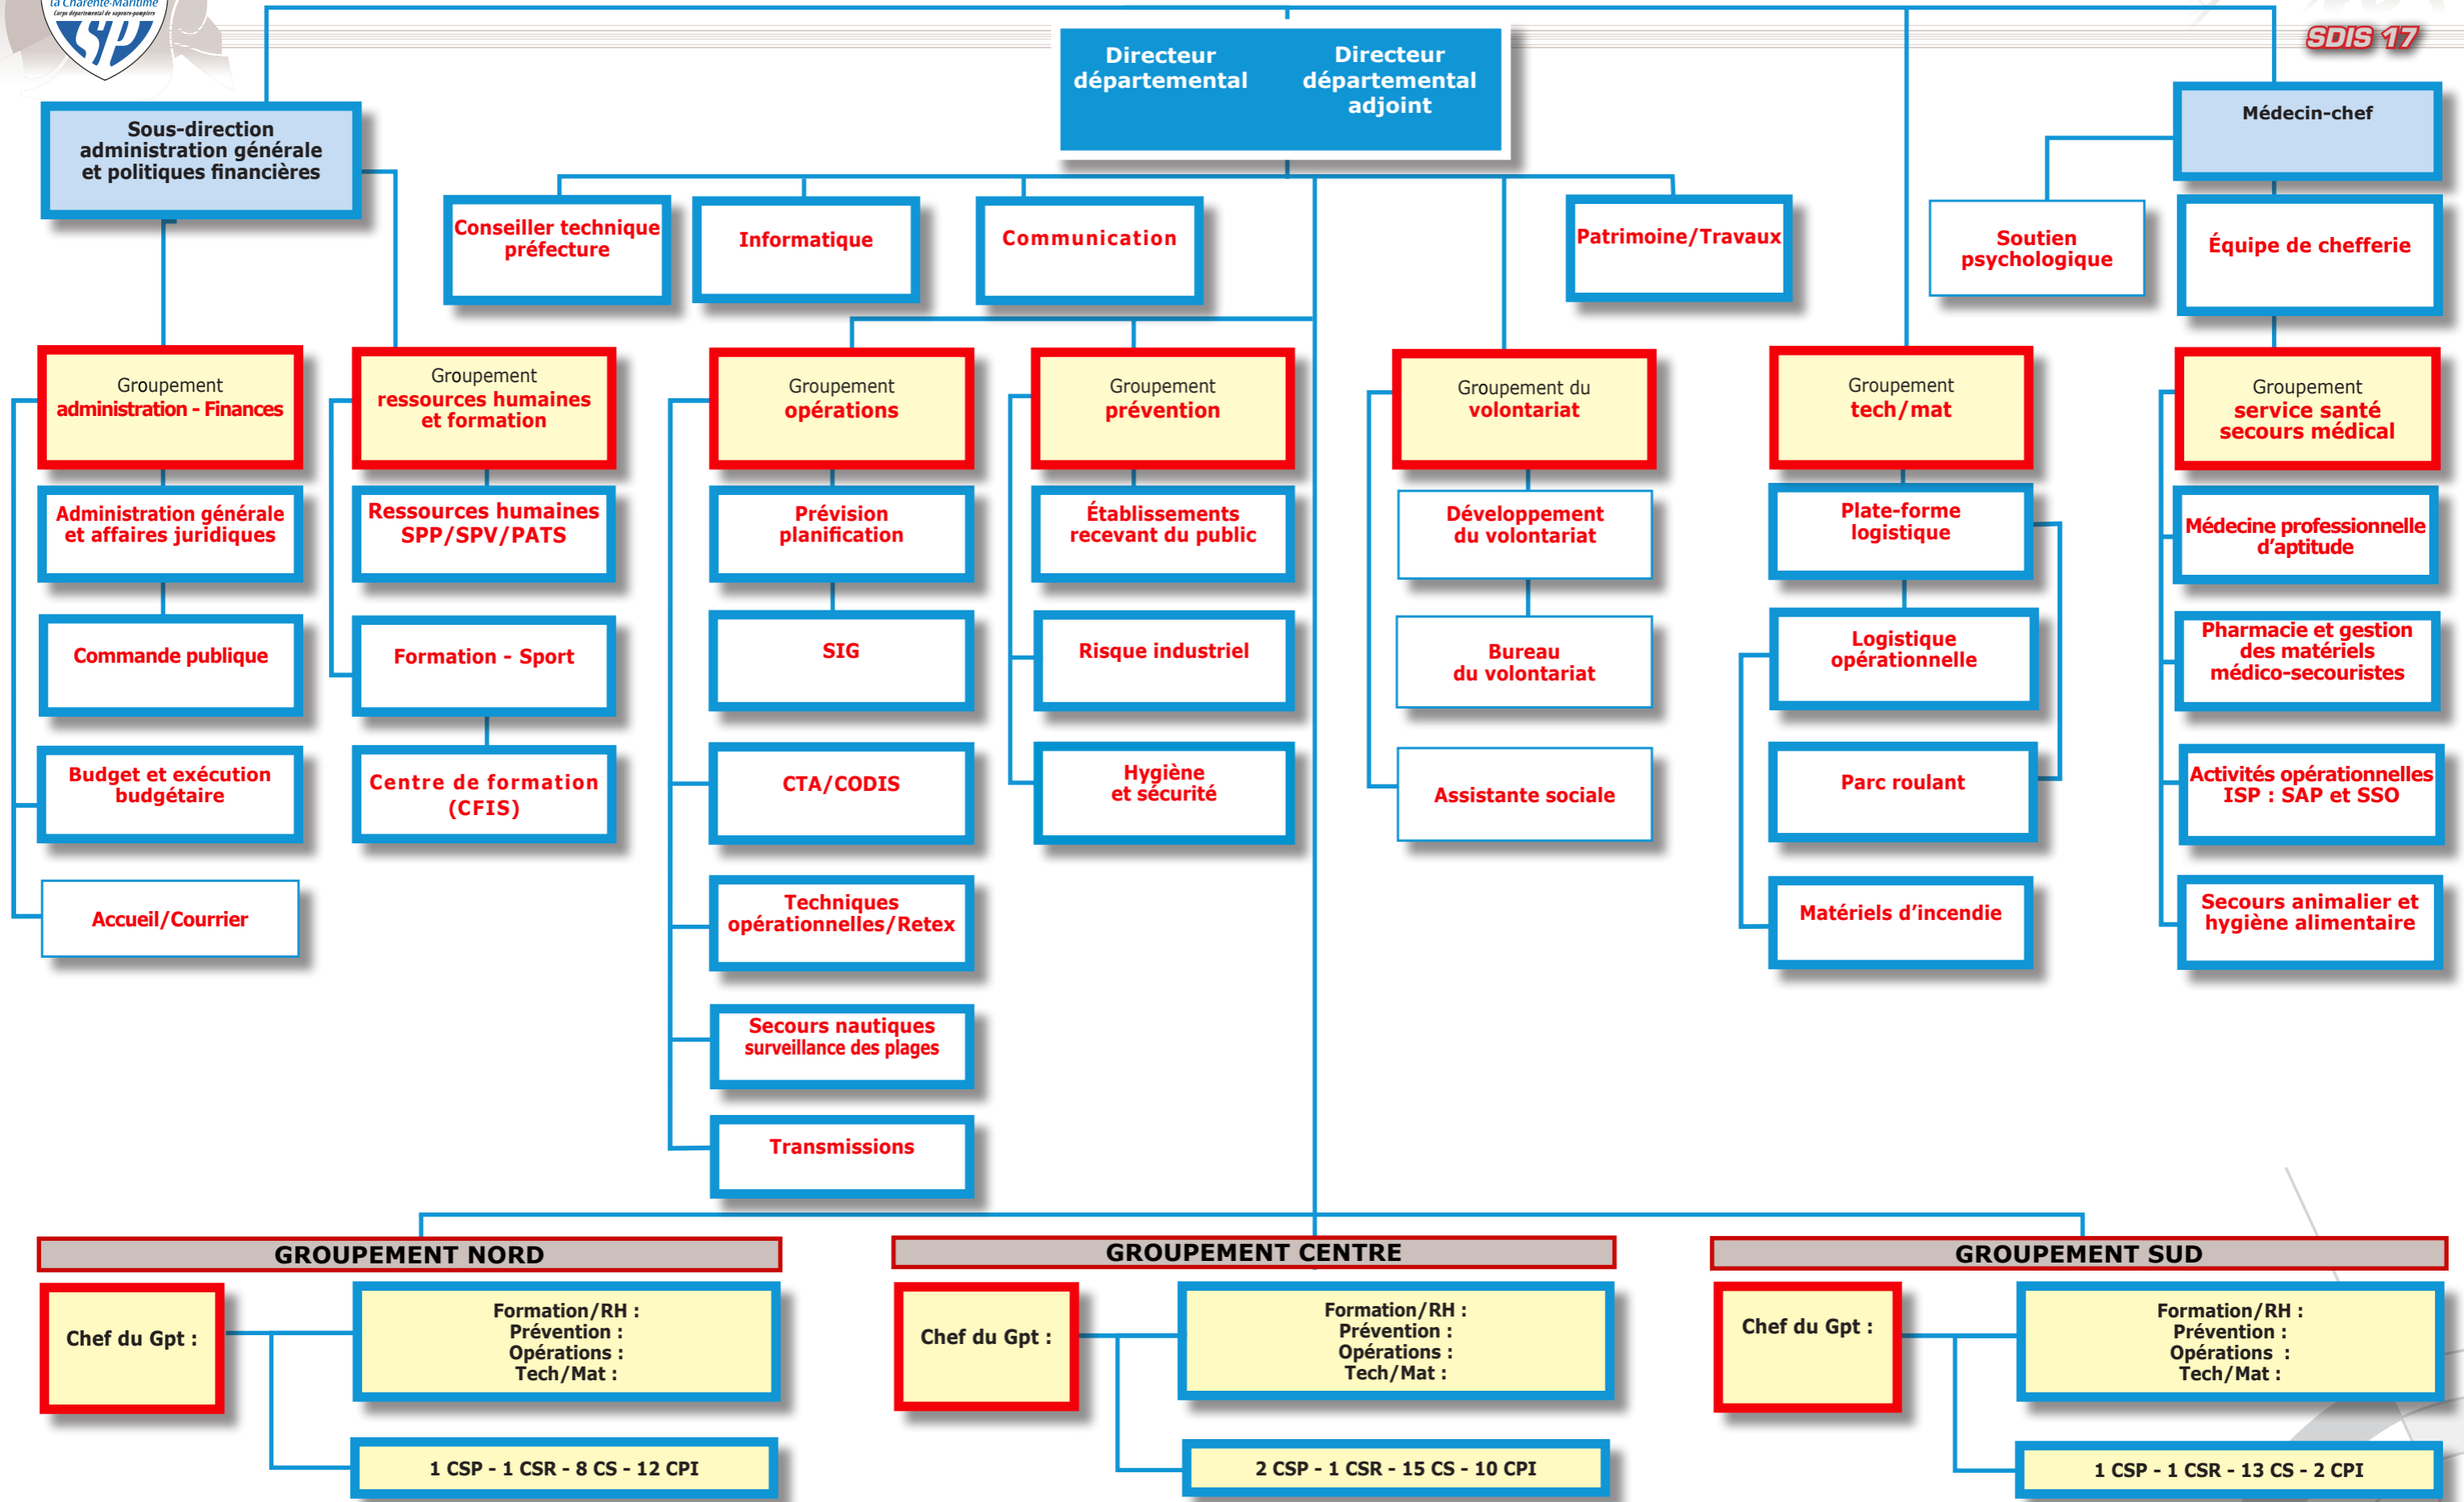 la Charente-Maritime
Corps départemental de sapeurs-pompiers
SP
SDIS 17
Directeur
départemental
Directeur
départemental
adjoint
Sous-direction
administration générale
et politiques financières
Médecin-chef
Conseiller technique
préfecture
Informatique
Communication
Patrimoine/Travaux
Soutien
psychologique
Équipe de chefferie
Groupement
administration - Finances
Groupement
ressources humaines
et formation
Groupement
opérations
Groupement
prévention
Groupement du
volontariat
Groupement
tech/mat
Groupement
service santé
secours médical
Administration générale
et affaires juridiques
Ressources humaines
SPP/SPV/PATS
Prévision
planification
Établissements
recevant du public
Développement
du volontariat
Plate-forme
logistique
Médecine professionnelle
d'aptitude
Commande publique
Formation - Sport
SIG
Risque industriel
Bureau
du volontariat
Logistique
opérationnelle
Pharmacie et gestion
des matériels
médico-secouristes
Budget et exécution
budgétaire
Centre de formation
(CFIS)
CTA/CODIS
Hygiène
et sécurité
Assistante sociale
Parc roulant
Activités opérationnelles
ISP : SAP et SSO
Accueil/Courrier
Techniques
opérationnelles/Retex
Matériels d'incendie
Secours animalier et
hygiène alimentaire
Secours nautiques
surveillance des plages
Transmissions
GROUPEMENT NORD
Chef du Gpt :
Formation/RH :
Prévention :
Opérations :
Tech/Mat :
1 CSP - 1 CSR - 8 CS - 12 CPI
GROUPEMENT CENTRE
Chef du Gpt :
Formation/RH :
Prévention :
Opérations :
Tech/Mat :
2 CSP - 1 CSR - 15 CS - 10 CPI
GROUPEMENT SUD
Chef du Gpt :
Formation/RH :
Prévention :
Opérations :
Tech/Mat :
1 CSP - 1 CSR - 13 CS - 2 CPI